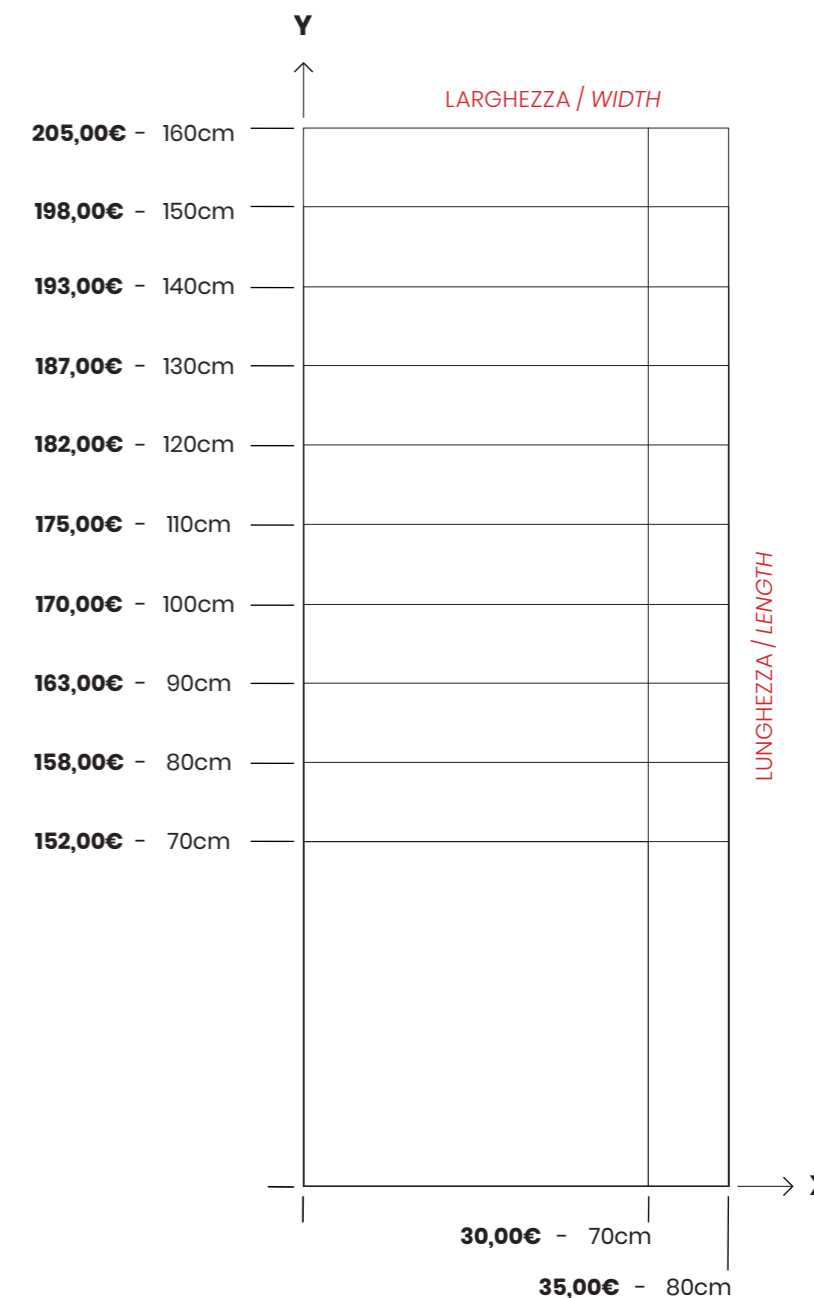 Y
LARGHEZZA / WIDTH
205,00€ - 160cm
198,00€ - 150cm
193,00€ - 140cm
187,00€ - 130cm
182,00€ - 120cm
175,00€ - 110cm
170,00€ - 100cm
LUNGHEZZA / LENGTH
163,00€ - 90cm
158,00€ - 80cm
152,00€ - 70cm
X
30,00€ - 70cm
35,00€ - 80cm